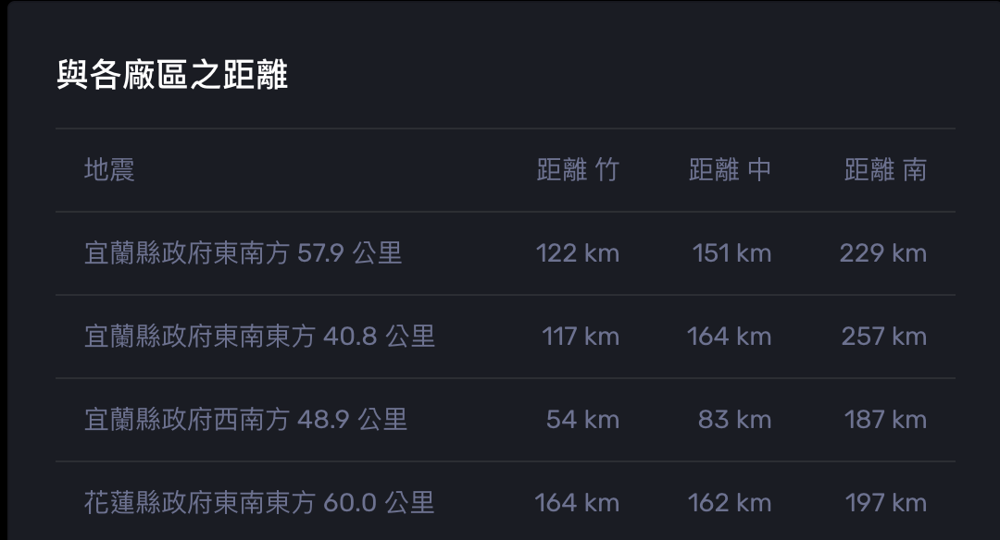 與各廠區之距離
地震 距離 竹 距離 中 距離 南
宜蘭縣政府東南方 57.9 公里 122 km 151 km 229 km
宜蘭縣政府東南東方 40.8 公里 117 km 164 km 257 km
宜蘭縣政府西南方 48.9 公里 54 km 83 km 187 km
花蓮縣政府東南東方 60.0 公里 164 km 162 km 197 km